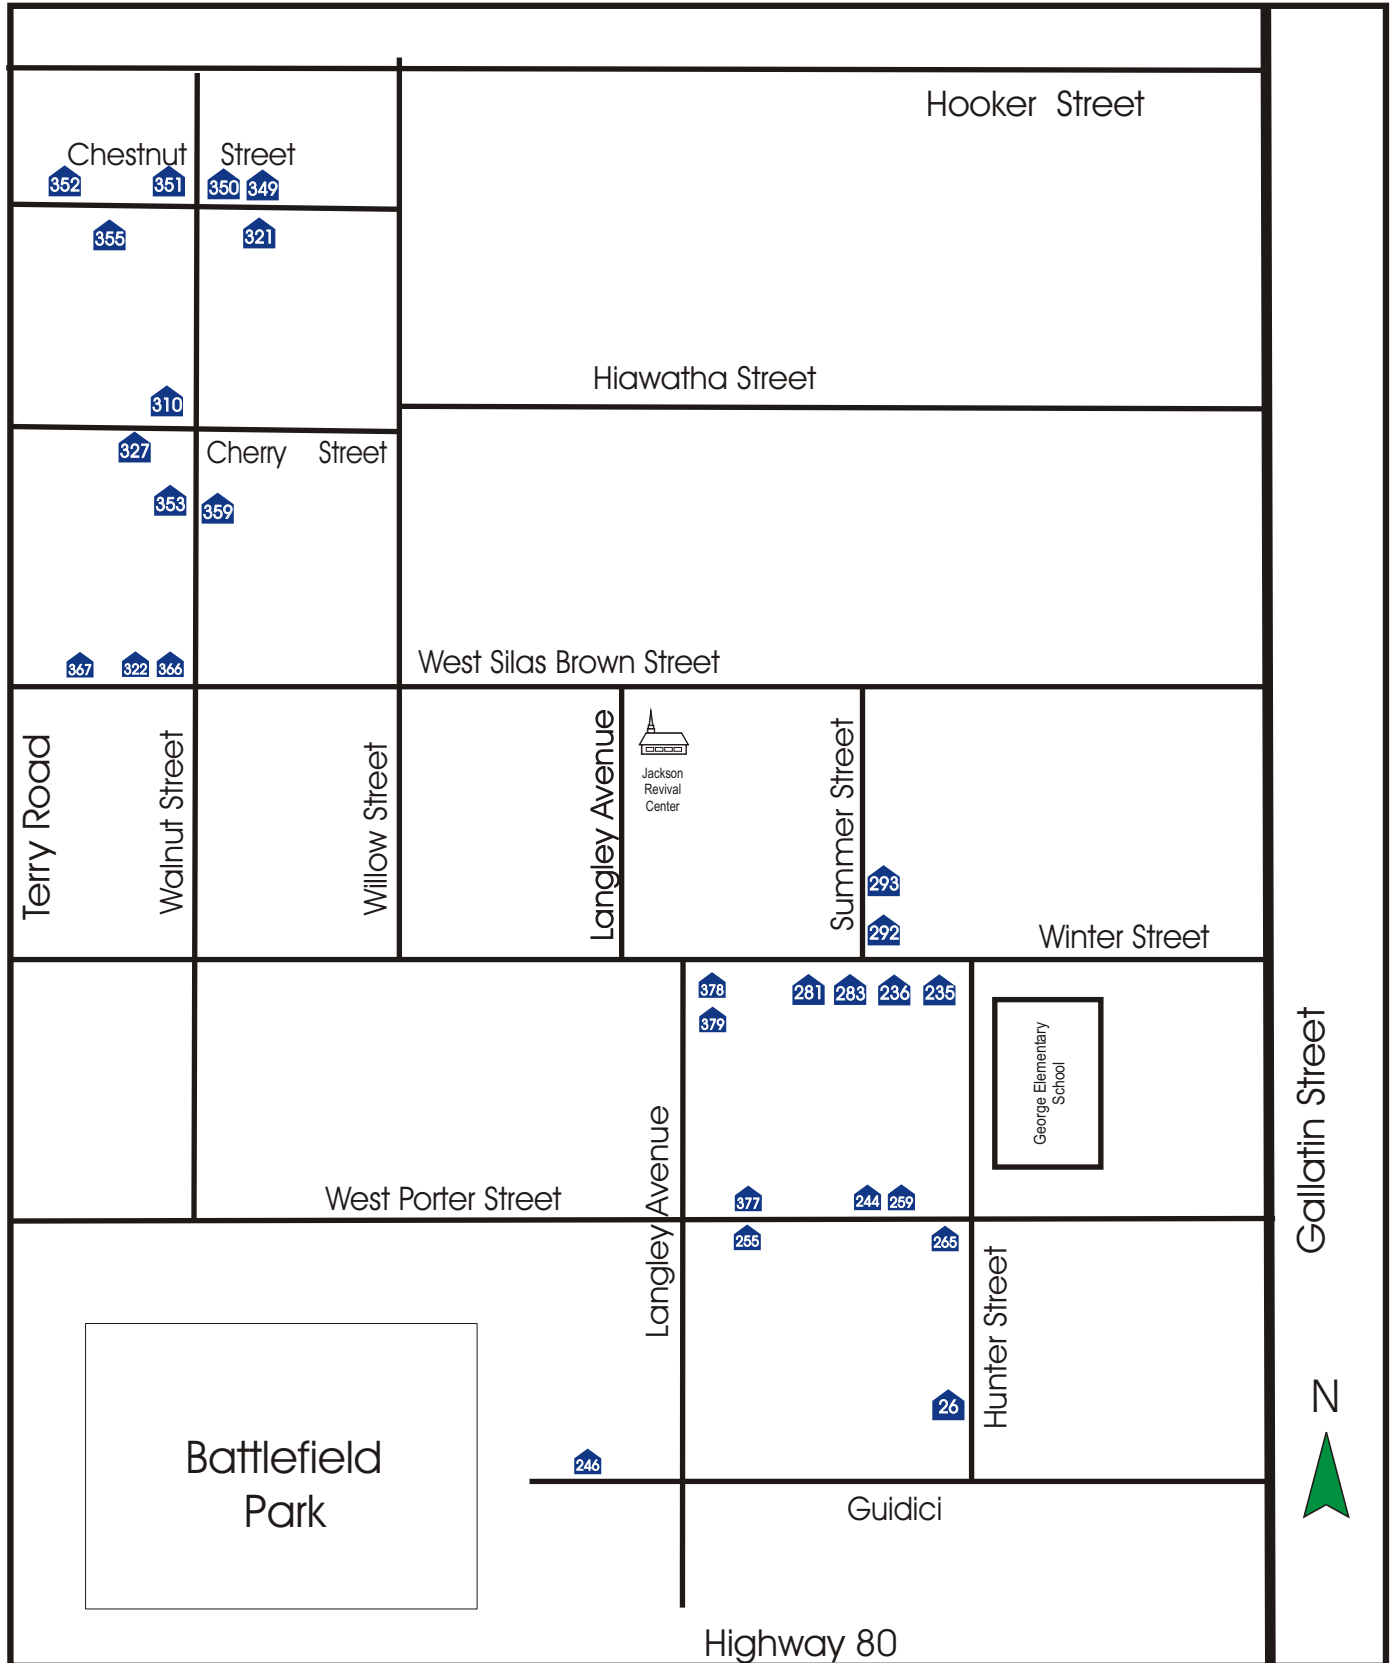 Hooker Street
Chestnut Street
352 351 350 349
355 321
Hiawatha Street
310
327 Cherry Street
353 359
West Silas Brown Street
367 322 366
Terry Road
Walnut Street
Willow Street
Langley Avenue
Jackson
Revival
Center
Summer Street
293
292
Winter Street
378 281 283 236 235
379
George Elementary
School
Gallatin Street
Langley Avenue
West Porter Street
377 244 259
255 265
Hunter Street
26
N
Battlefield
Park
246
Guidici
Highway 80